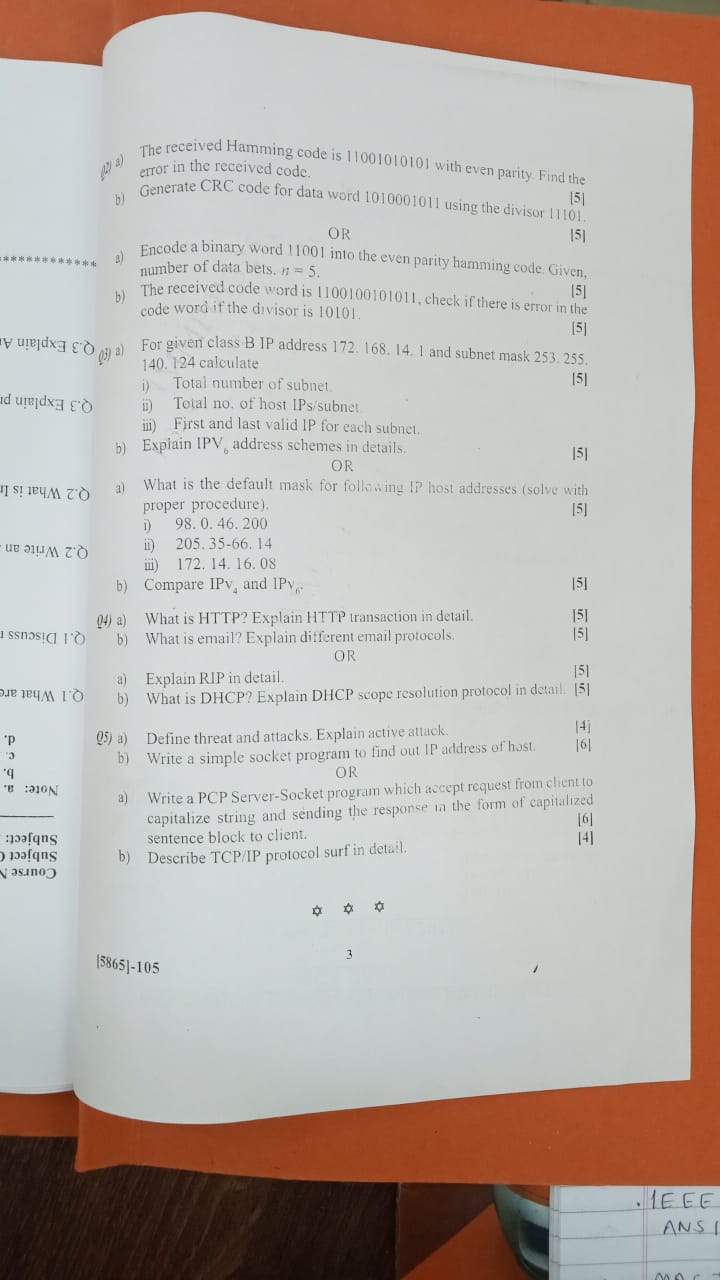 Q2) a) The received Hamming code is 11001010101 with even parity. Find the
error in the received code. [5]
b) Generate CRC code for data word 1010001011 using the divisor 11101.
[5]
OR
a) Encode a binary word 11001 into the even parity hamming code. Given,
number of data bets, n = 5. [5]
b) The received code word is 1100100101011, check if there is error in the
code word if the divisor is 10101. [5]
Q3) a) For given class B IP address 172. 168. 14. 1 and subnet mask 253. 255.
140. 124 calculate [5]
i) Total number of subnet.
ii) Total no. of host IPs/subnet
iii) First and last valid IP for each subnet.
b) Explain IPV6 address schemes in details. [5]
OR
a) What is the default mask for following IP host addresses (solve with
proper procedure). [5]
i) 98. 0. 46. 200
ii) 205. 35-66. 14
iii) 172. 14. 16. 08
b) Compare IPv4 and IPv6. [5]
Q4) a) What is HTTP? Explain HTTP transaction in detail. [5]
b) What is email? Explain different email protocols. [5]
OR
a) Explain RIP in detail. [5]
b) What is DHCP? Explain DHCP scope resolution protocol in detail. [5]
Q5) a) Define threat and attacks. Explain active attack. [4]
b) Write a simple socket program to find out IP address of host. [6]
OR
a) Write a PCP Server-Socket program which accept request from client to
capitalize string and sending the response in the form of capitalized
sentence block to client. [6]
b) Describe TCP/IP protocol surf in detail. [4]
✡ ✡ ✡
[5865]-105
3
Course
Subject
Subject:
Note: a.
b.
c.
d.
Q.1 What are
Q.1 Discuss
Q.2 Write an
Q.2 What is
Q.3 Explain
Q.3 Explain
*************
. IEEE
ANSI